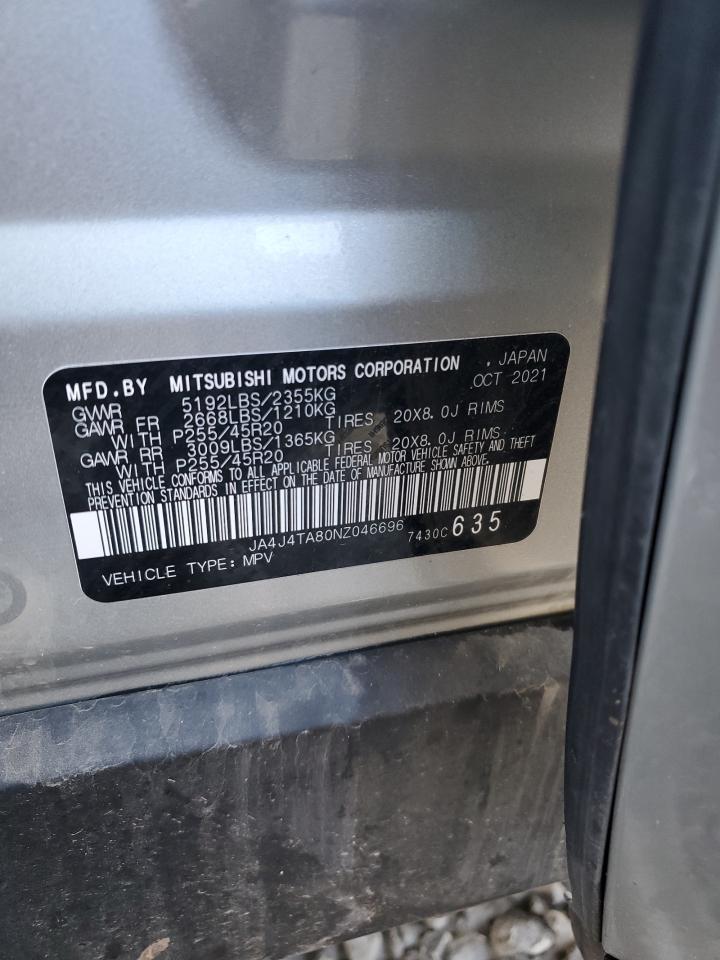 MFD.BY MITSUBISHI MOTORS CORPORATION , JAPAN
OCT 2021
GVWR 5192LBS/2355KG
GAWR FR 2668LBS/1210KG
WITH P255/45R20 TIRES 20X8.0J RIMS
GAWR RR 3009LBS/1365KG
WITH P255/45R20 TIRES 20X8.0J RIMS
THIS VEHICLE CONFORMS TO ALL APPLICABLE FEDERAL MOTOR VEHICLE SAFETY AND THEFT
PREVENTION STANDARDS IN EFFECT ON THE DATE OF MANUFACTURE SHOWN ABOVE.
JA4J4TA80NZ046696 7430C 635
VEHICLE TYPE: MPV